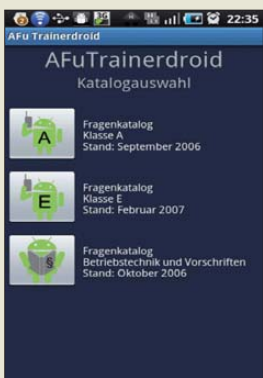 22:35
AFu Trainerdroid
AFuTrainerdroid
Katalogauswahl
A
Fragenkatalog
Klasse A
Stand: September 2006
E
Fragenkatalog
Klasse E
Stand: Februar 2007
§
Fragenkatalog
Betriebstechnik und Vorschriften
Stand: Oktober 2006